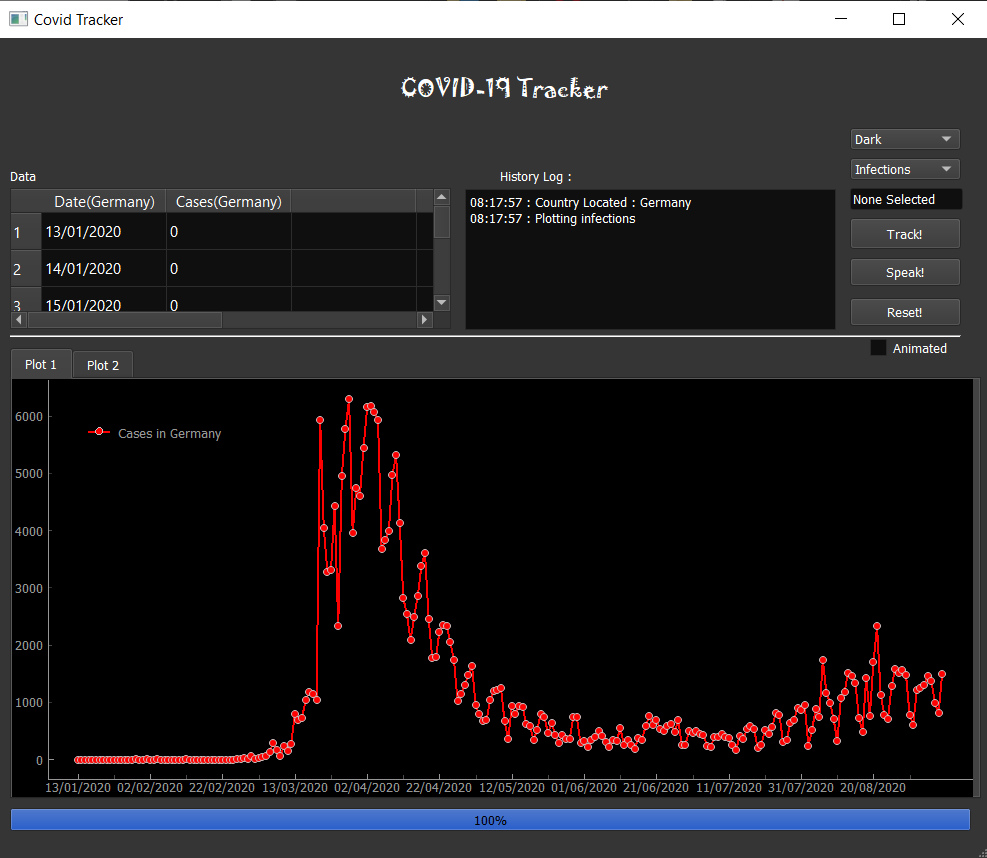 Covid Tracker
COVID-19 Tracker
Dark
Infections
Data
History Log :
None Selected
Date(Germany) Cases(Germany)
1 13/01/2020 0
2 14/01/2020 0
3 15/01/2020 0
08:17:57 : Country Located : Germany
08:17:57 : Plotting infections
Track!
Speak!
Reset!
Animated
Plot 1
Plot 2
Cases in Germany
6000
5000
4000
3000
2000
1000
0
13/01/2020 02/02/2020 22/02/2020 13/03/2020 02/04/2020 22/04/2020 12/05/2020 01/06/2020 21/06/2020 11/07/2020 31/07/2020 20/08/2020
100%